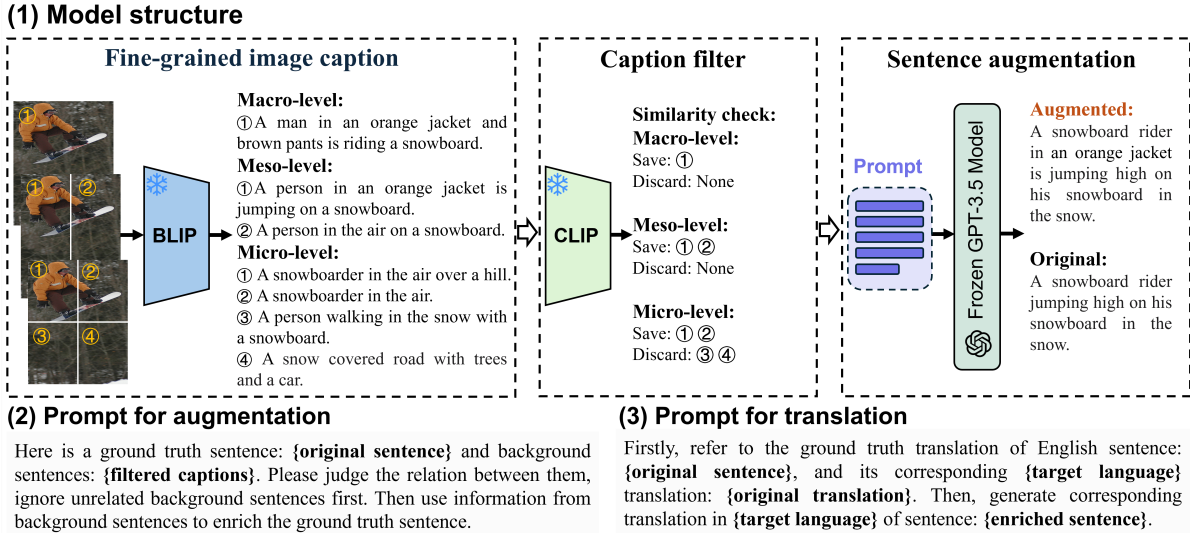 (1) Model structure
Fine-grained image caption
①
①
②
①
②
③
④
BLIP
Macro-level:
①A man in an orange jacket and
brown pants is riding a snowboard.
Meso-level:
①A person in an orange jacket is
jumping on a snowboard.
② A person in the air on a snowboard.
Micro-level:
① A snowboarder in the air over a hill.
② A snowboarder in the air.
③ A person walking in the snow with
a snowboard.
④ A snow covered road with trees
and a car.
Caption filter
CLIP
Similarity check:
Macro-level:
Save: ①
Discard: None
Meso-level:
Save: ① ②
Discard: None
Micro-level:
Save: ① ②
Discard: ③ ④
Sentence augmentation
Prompt
Frozen GPT-3.5 Model
Augmented:
A snowboard rider
in an orange jacket
is jumping high on
his snowboard in
the snow.
Original:
A snowboard rider
jumping high on his
snowboard in the
snow.
(2) Prompt for augmentation
Here is a ground truth sentence: {original sentence} and background
sentences: {filtered captions}. Please judge the relation between them,
ignore unrelated background sentences first. Then use information from
background sentences to enrich the ground truth sentence.
(3) Prompt for translation
Firstly, refer to the ground truth translation of English sentence:
{original sentence}, and its corresponding {target language}
translation: {original translation}. Then, generate corresponding
translation in {target language} of sentence: {enriched sentence}.